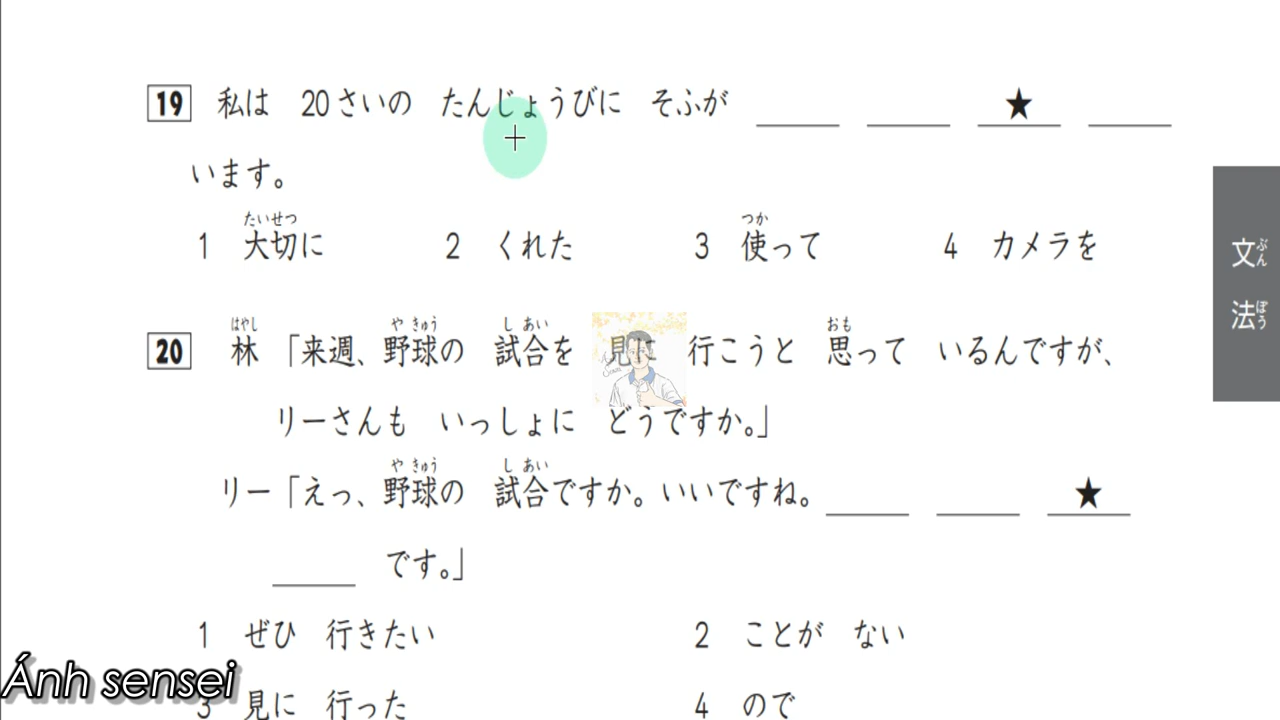 19 私は 20さいの たんじょうびに そふが ____ ____ __★__ ____
います。
たいせつ つか
1 大切に 2 くれた 3 使って 4 カメラを
文法
ぶん ぽう
はやし や きゅう し あい おも
20 林「来週、野球の 試合を 見に 行こうと 思って いるんですが、
リーさんも いっしょに どうですか。」
や きゅう し あい
リー「えっ、野球の 試合ですか。いいですね。____ ____ __★__
____ です。」
1 ぜひ 行きたい 2 ことが ない
3 見に 行った 4 ので
Ánh sensei